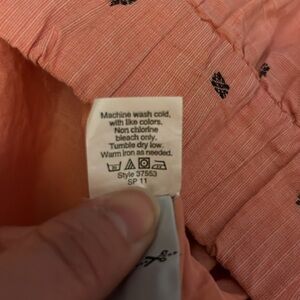 Machine wash cold,
with like colors.
Non chlorine
bleach only.
Tumble dry low.
Warm iron as needed.
Style 37553
SP 11